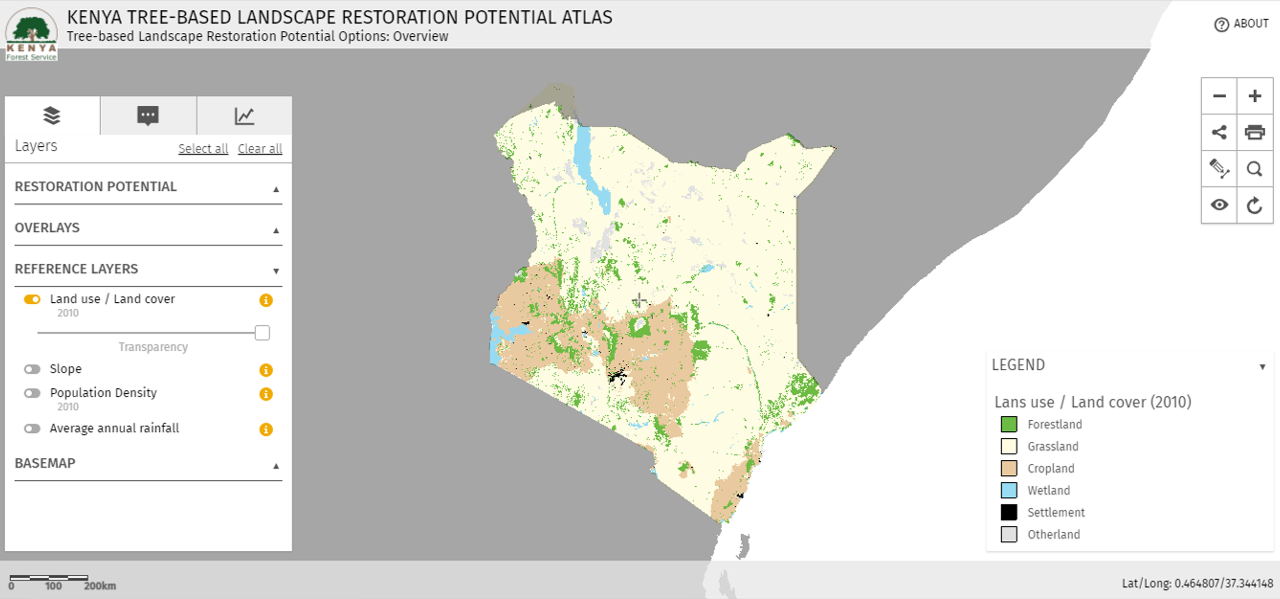 KENYA TREE-BASED LANDSCAPE RESTORATION POTENTIAL ATLAS
Tree-based Landscape Restoration Potential Options: Overview
KENYA
Forest Service
ABOUT
Layers
Select all
Clear all
RESTORATION POTENTIAL
OVERLAYS
REFERENCE LAYERS
Land use / Land cover
2010
Transparency
Slope
Population Density
2010
Average annual rainfall
BASEMAP
LEGEND
Lans use / Land cover (2010)
Forestland
Grassland
Cropland
Wetland
Settlement
Otherland
0 100 200km
Lat/Long: 0.464807/37.344148